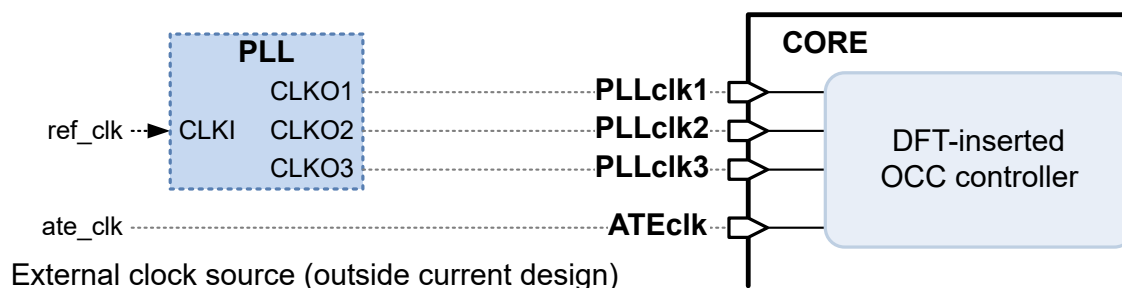 PLL
CORE
CLKO1
PLLclk1
ref_clk
CLKI
CLKO2
PLLclk2
CLKO3
PLLclk3
DFT-inserted
OCC controller
ate_clk
ATEclk
External clock source (outside current design)